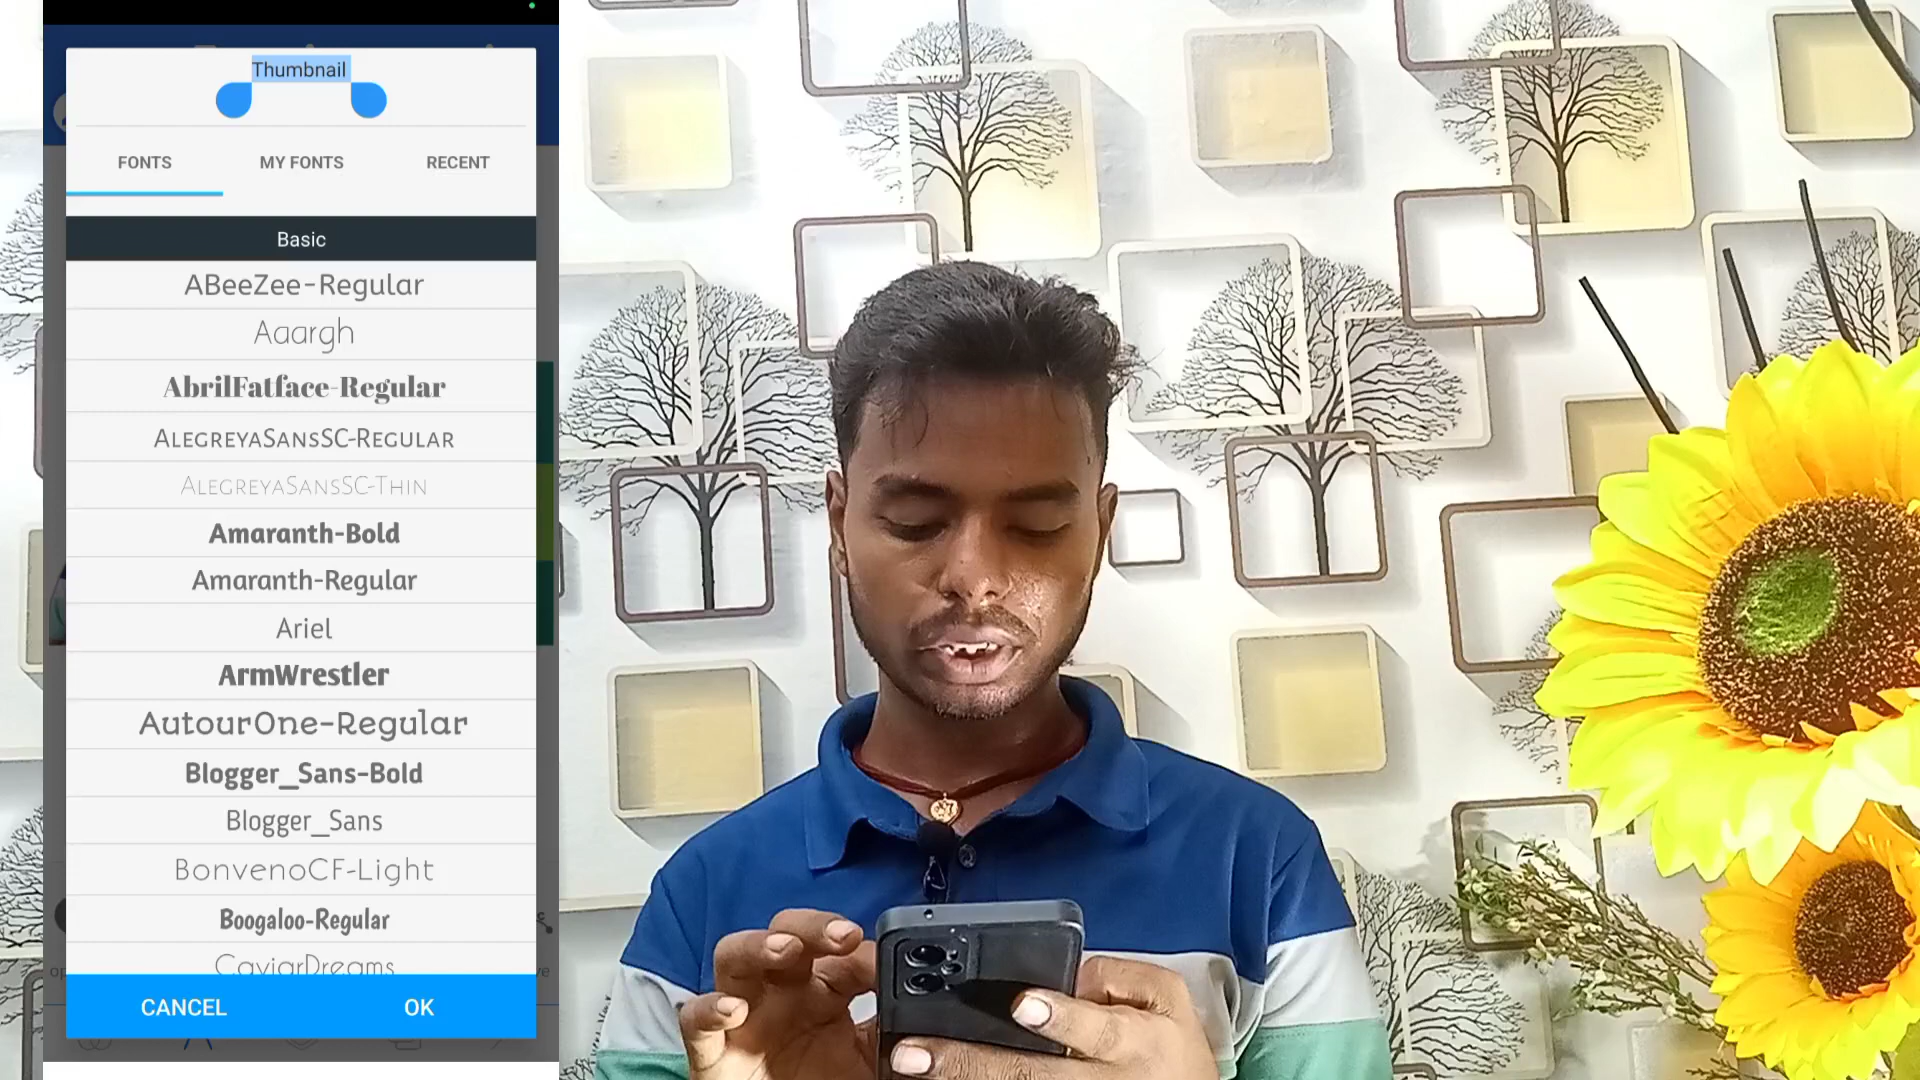 Thumbnail
FONTS
MY FONTS
RECENT
Basic
ABeeZee-Regular
Aaargh
AbrilFatface-Regular
AlegreyaSansSC-Regular
AlegreyaSansSC-Thin
Amaranth-Bold
Amaranth-Regular
Ariel
ArmWrestler
AutourOne-Regular
Blogger_Sans-Bold
Blogger_Sans
BonvenoCF-Light
Boogaloo-Regular
CaviarDreams
CANCEL
OK